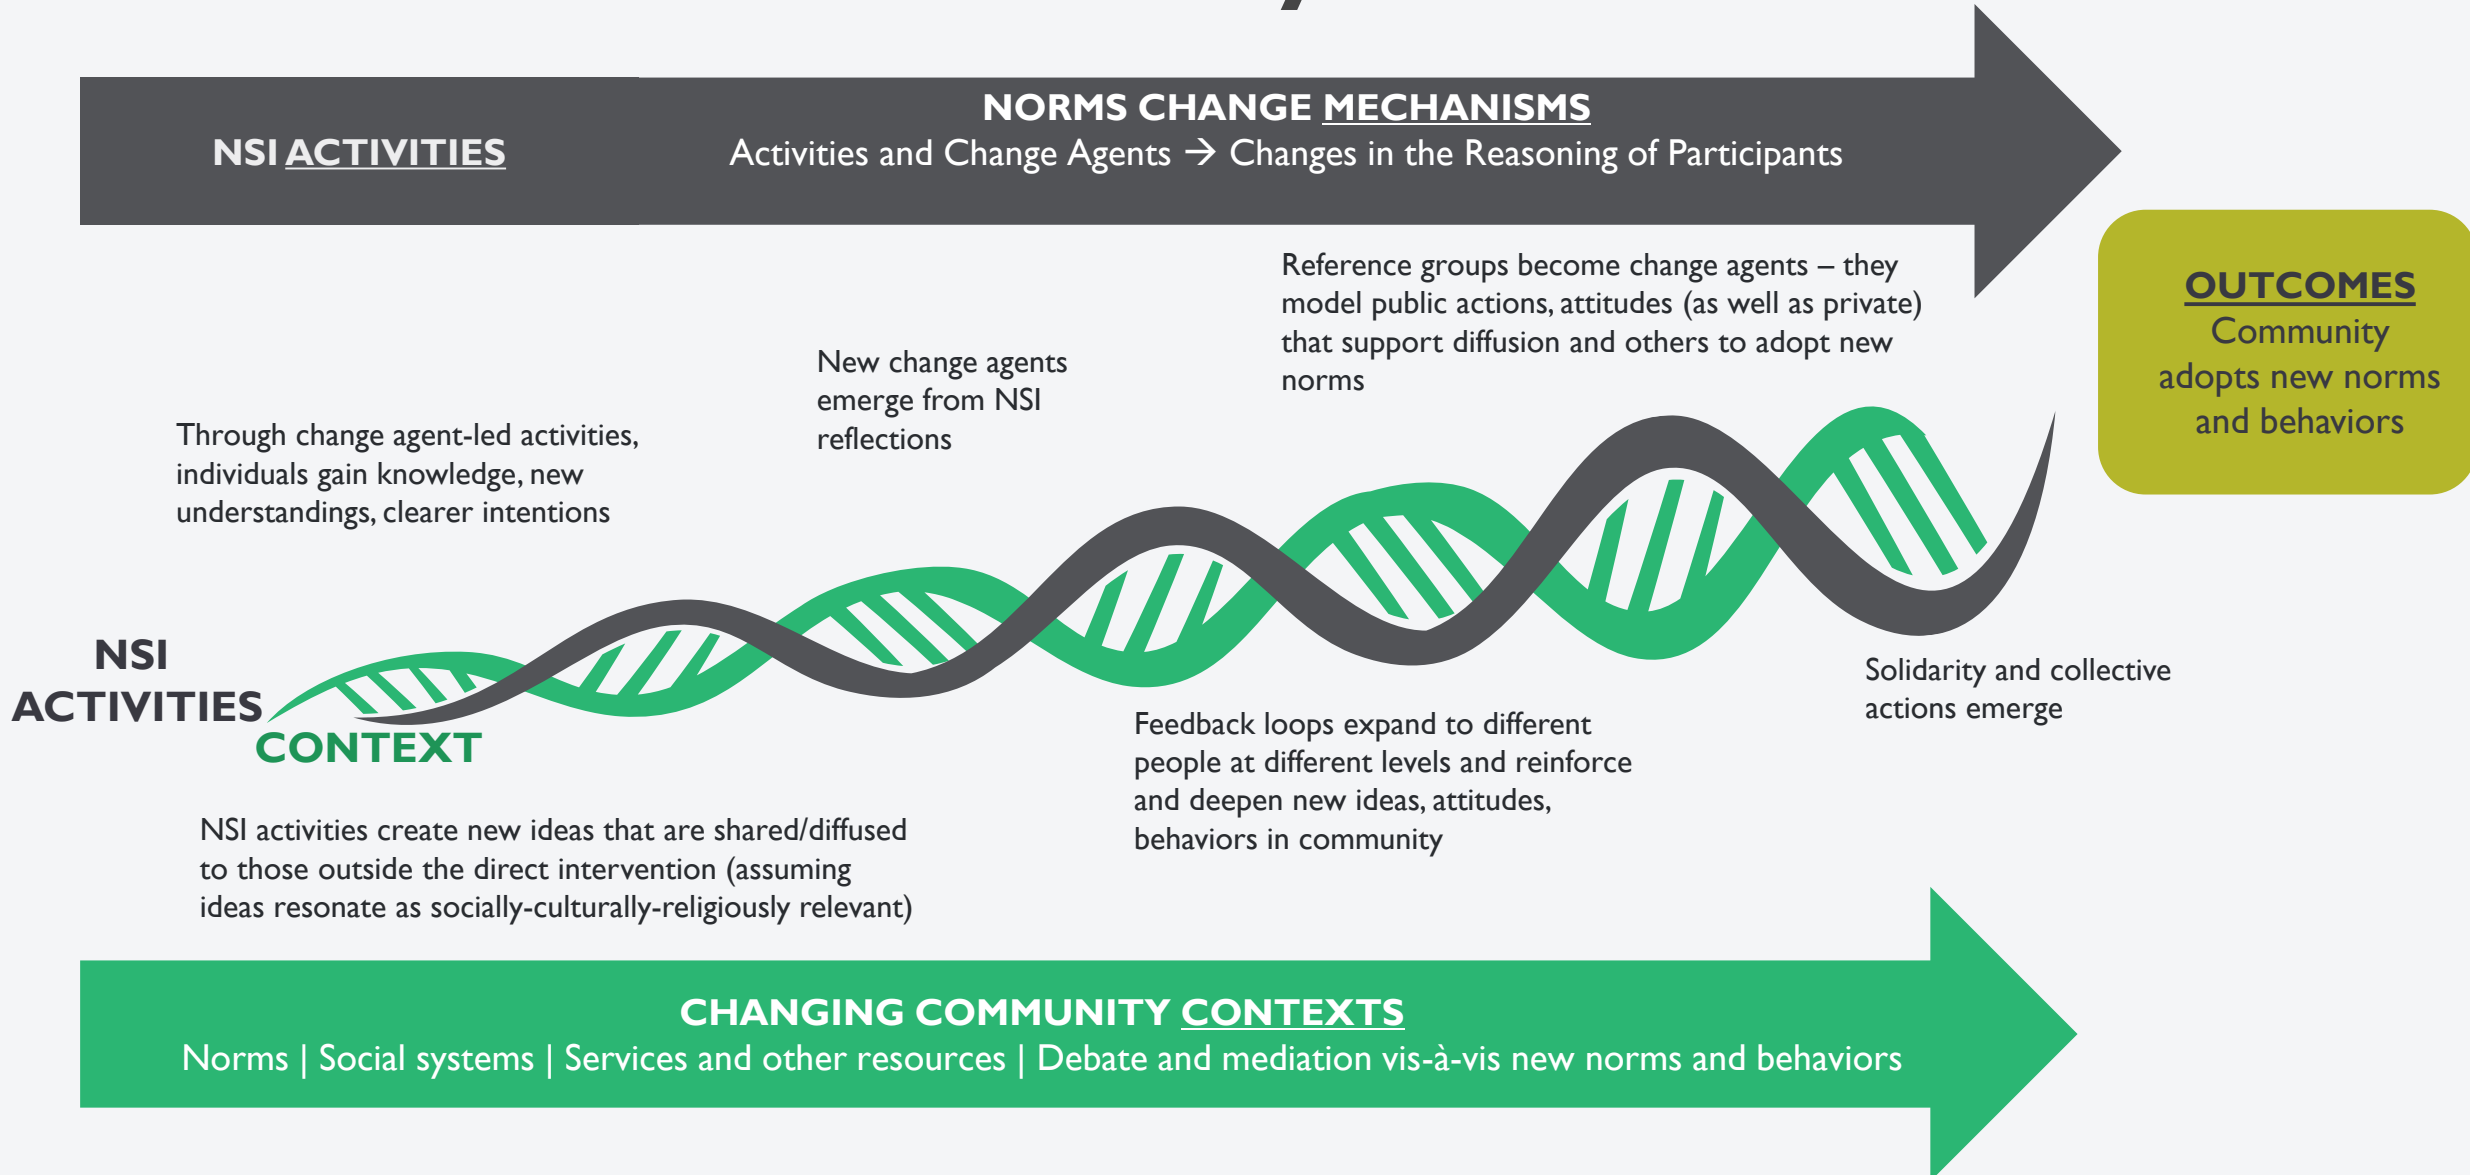 NSI ACTIVITIES
NORMS CHANGE MECHANISMS
Activities and Change Agents → Changes in the Reasoning of Participants
OUTCOMES
Community
adopts new norms
and behaviors
Through change agent-led activities,
individuals gain knowledge, new
understandings, clearer intentions
New change agents
emerge from NSI
reflections
Reference groups become change agents – they
model public actions, attitudes (as well as private)
that support diffusion and others to adopt new
norms
NSI
ACTIVITIES
CONTEXT
NSI activities create new ideas that are shared/diffused
to those outside the direct intervention (assuming
ideas resonate as socially-culturally-religiously relevant)
Feedback loops expand to different
people at different levels and reinforce
and deepen new ideas, attitudes,
behaviors in community
Solidarity and collective
actions emerge
CHANGING COMMUNITY CONTEXTS
Norms | Social systems | Services and other resources | Debate and mediation vis-à-vis new norms and behaviors